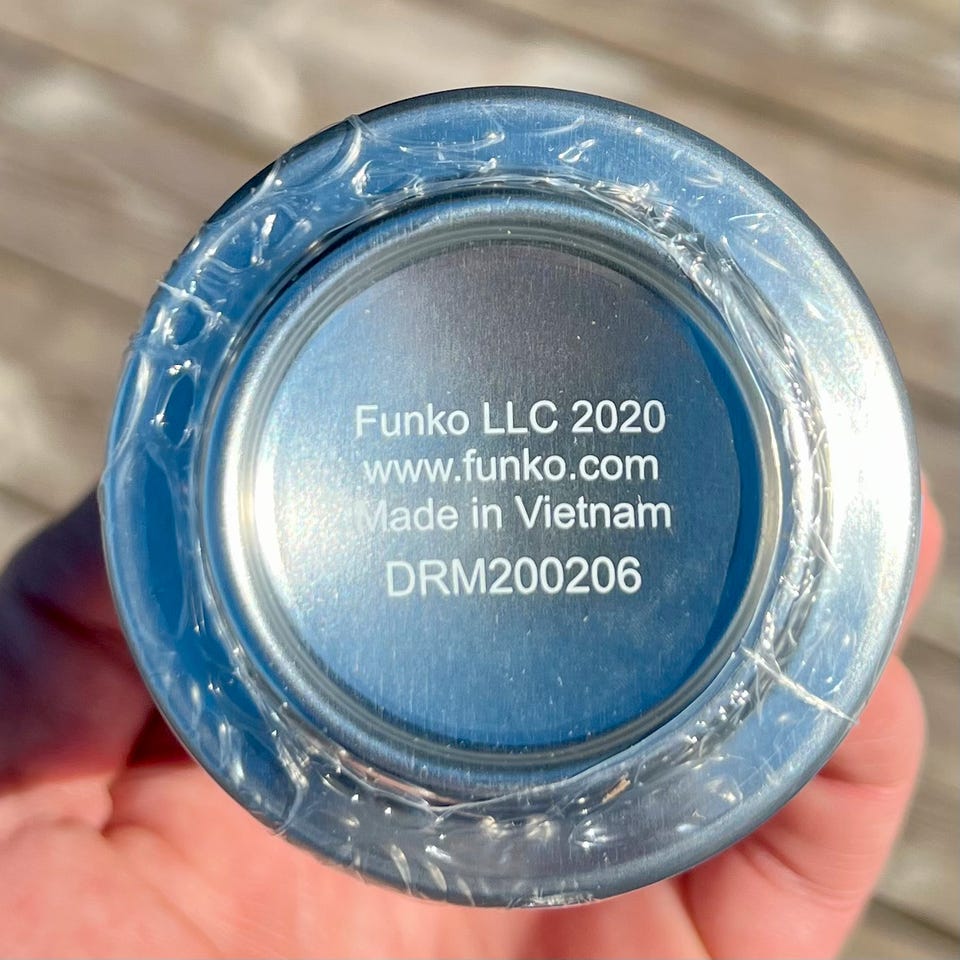 Funko LLC 2020
www.funko.com
Made in Vietnam
DRM200206